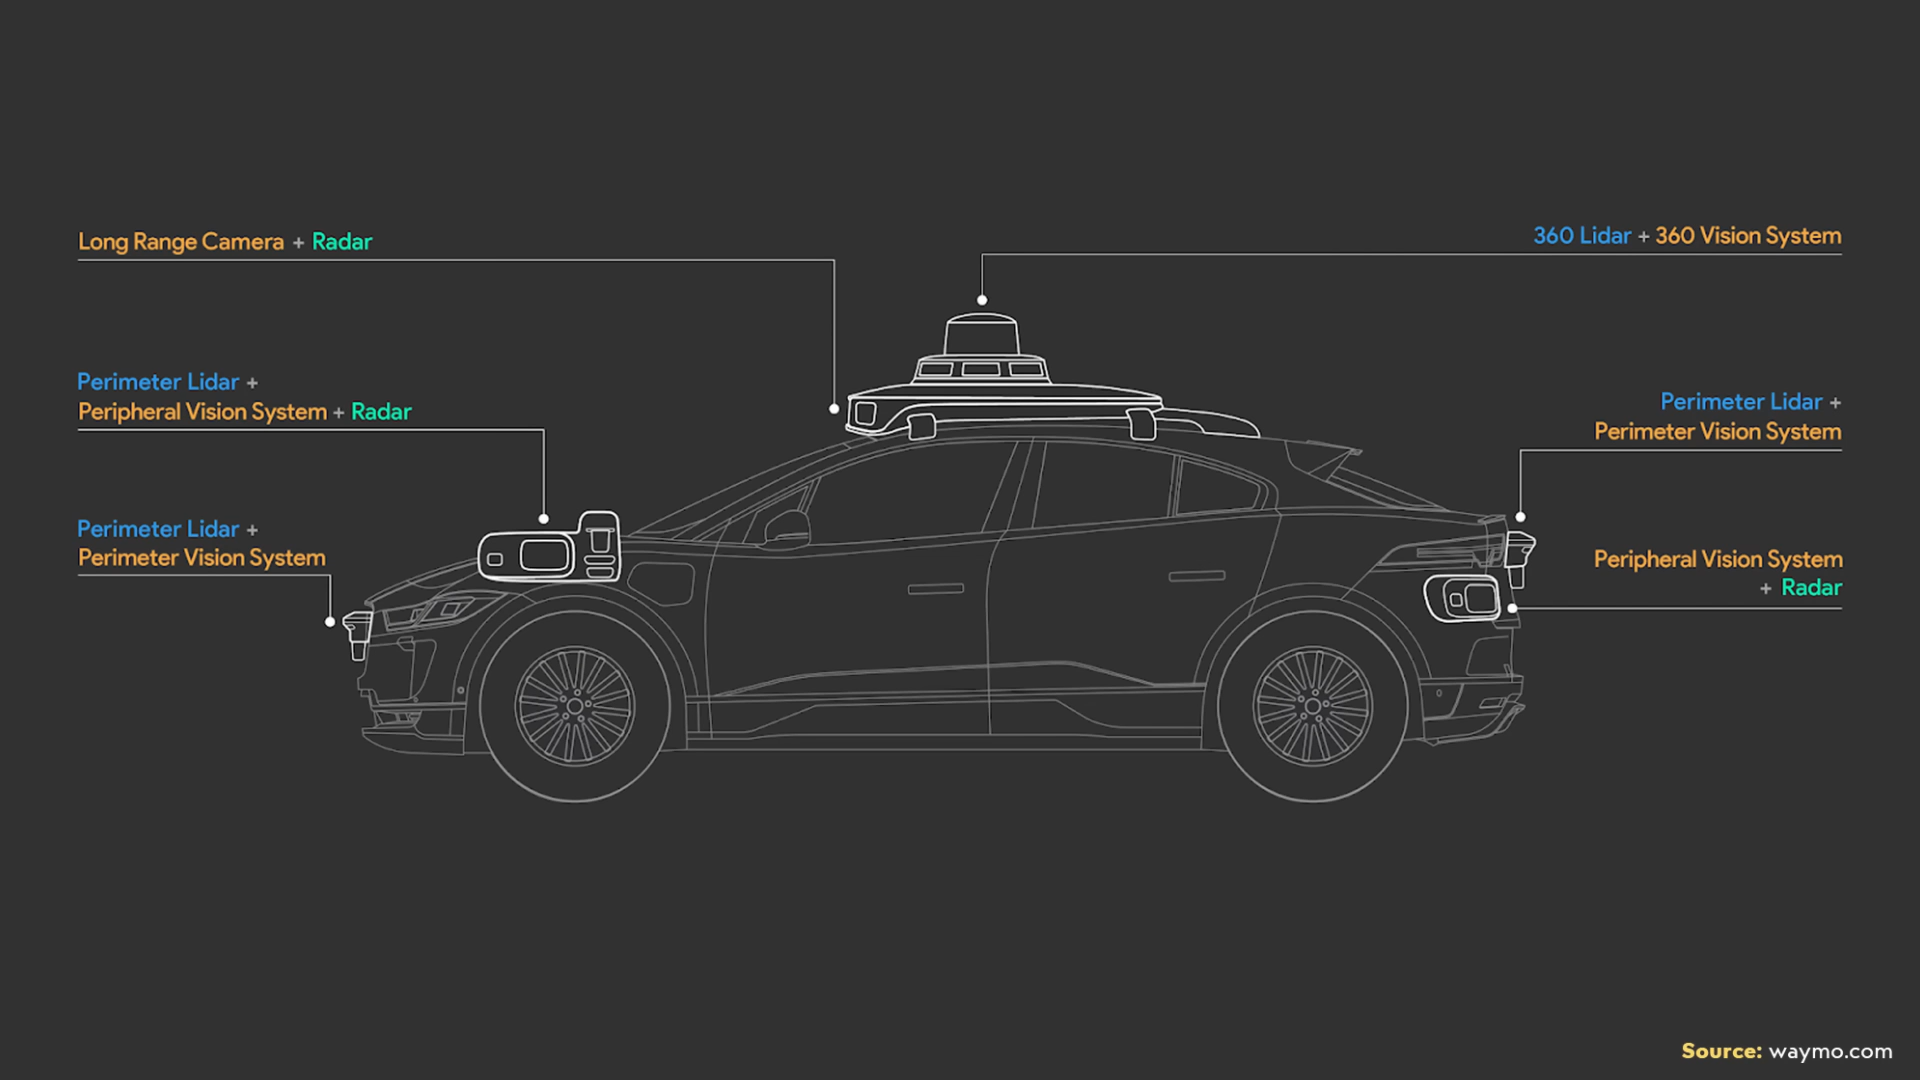 Long Range Camera + Radar
360 Lidar + 360 Vision System
Perimeter Lidar +
Peripheral Vision System + Radar
Perimeter Lidar +
Perimeter Vision System
Perimeter Lidar +
Perimeter Vision System
Peripheral Vision System
+ Radar
Source: waymo.com